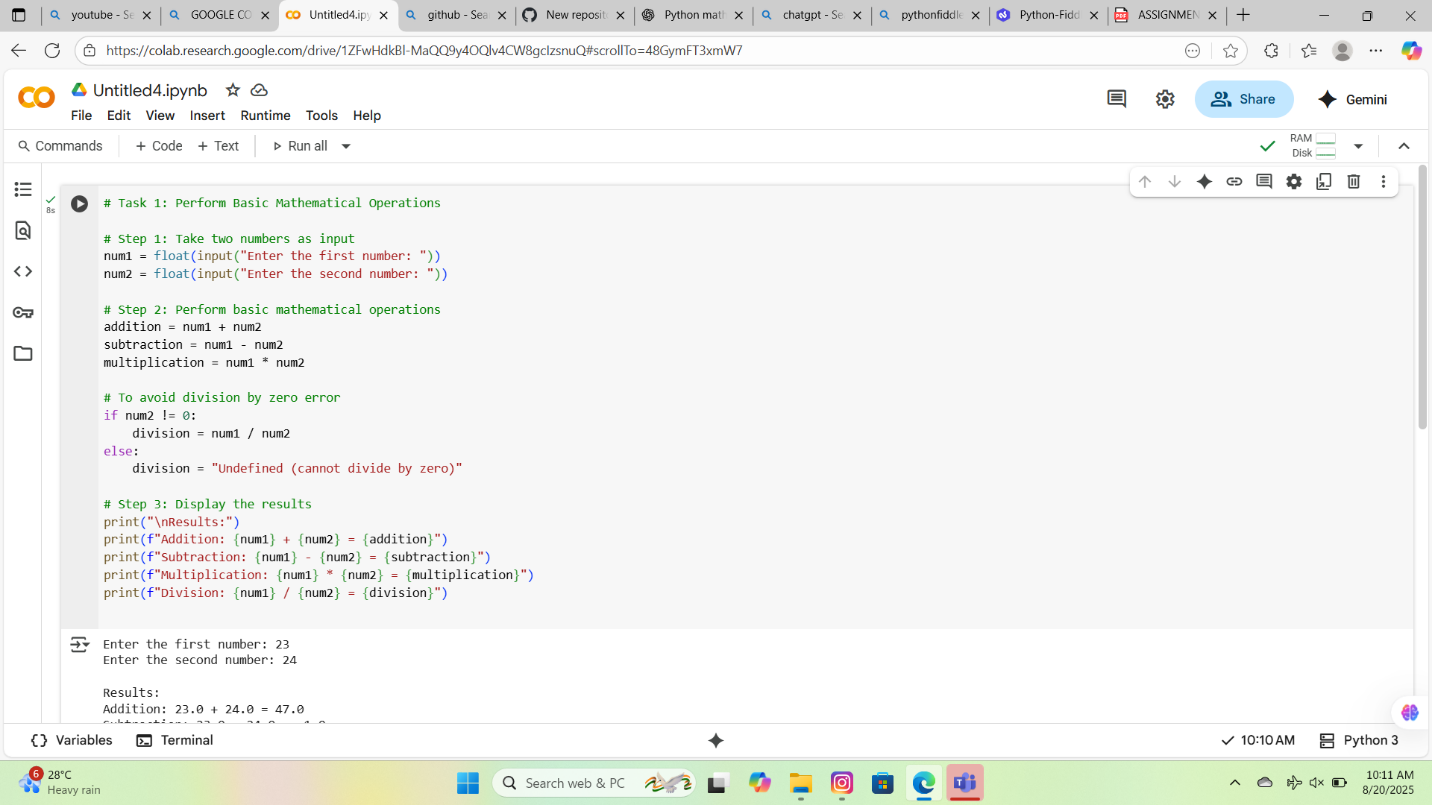 youtube - Se
GOOGLE CO
Untitled4.ipy
github - Sea
New reposit
Python mat
chatgpt - Se
pythonfiddle
Python-Fidd
ASSIGNMEN
https://colab.research.google.com/drive/1ZFwHdkBl-MaQQ9y4OQlv4CW8gcIzsnuQ#scrollTo=48GymFT3xmW7
Untitled4.ipynb
File Edit View Insert Runtime Tools Help
Share
Gemini
Commands + Code + Text Run all
RAM
Disk
8s
# Task 1: Perform Basic Mathematical Operations
# Step 1: Take two numbers as input
num1 = float(input("Enter the first number: "))
num2 = float(input("Enter the second number: "))
# Step 2: Perform basic mathematical operations
addition = num1 + num2
subtraction = num1 - num2
multiplication = num1 * num2
# To avoid division by zero error
if num2 != 0:
    division = num1 / num2
else:
    division = "Undefined (cannot divide by zero)"
# Step 3: Display the results
print("\nResults:")
print(f"Addition: {num1} + {num2} = {addition}")
print(f"Subtraction: {num1} - {num2} = {subtraction}")
print(f"Multiplication: {num1} * {num2} = {multiplication}")
print(f"Division: {num1} / {num2} = {division}")
Enter the first number: 23
Enter the second number: 24
Results:
Addition: 23.0 + 24.0 = 47.0
Variables
Terminal
10:10 AM
Python 3
6
28°C
Heavy rain
Search web & PC
10:11 AM
8/20/2025